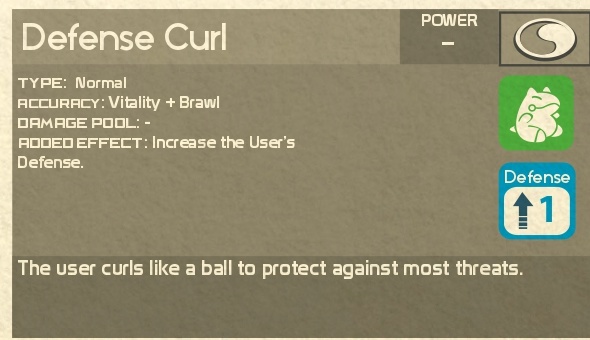 Defense Curl
POWER
–
TYPE: Normal
ACCURACY: Vitality + Brawl
DAMAGE POOL: -
ADDED EFFECT: Increase the User's
Defense.
Defense
1
The user curls like a ball to protect against most threats.